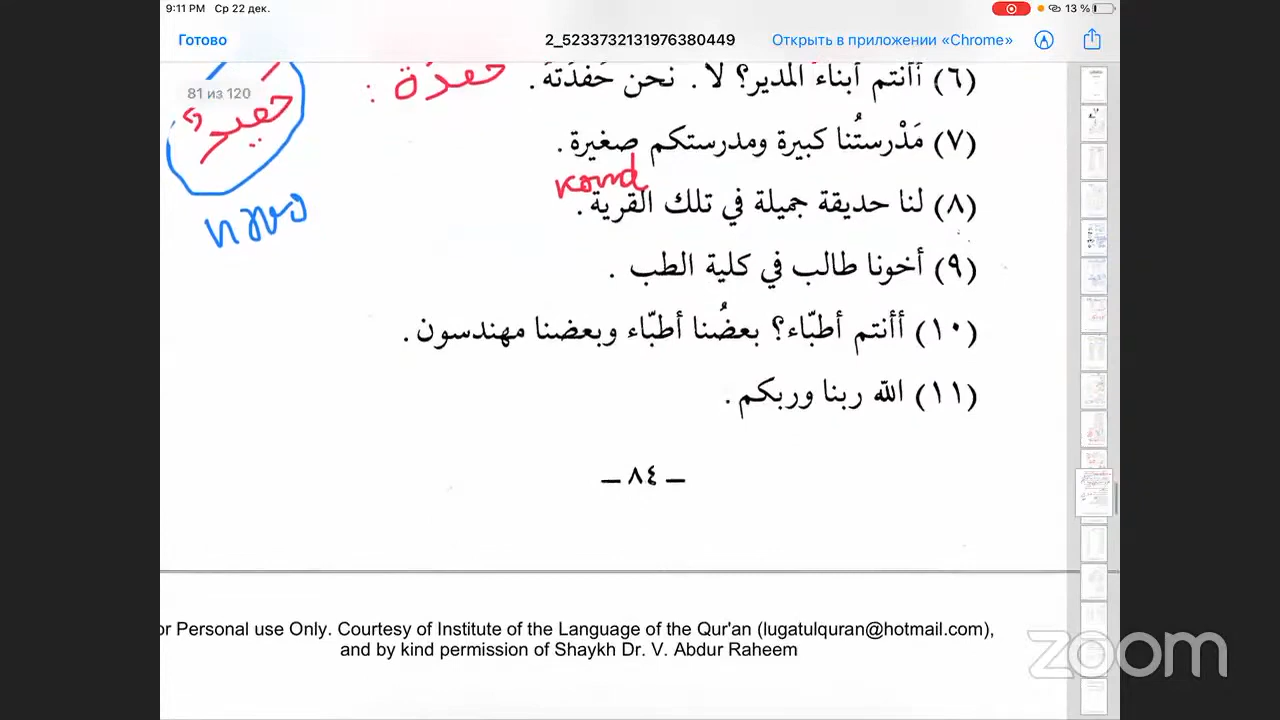 9:11 PM Ср 22 дек.
13 %
Готово
2_5233732131976380449
Открыть в приложении «Chrome»
81 из 120
(٦) أأنتم أبناء المدير؟ لا . نحن حَفَدَتُه .
حفدة :
حفيد
(٧) مَدْرستُنا كبيرة ومدرستكم صغيرة .
(٨) لنا حديقة جميلة في تلك القرية .
(٩) أخونا طالب في كلية الطب .
(١٠) أأنتم أطبّاء؟ بعضُنا أطبّاء وبعضنا مهندسون .
(١١) الله ربنا وربكم .
– ٨٤ –
or Personal use Only. Courtesy of Institute of the Language of the Qur'an (lugatulquran@hotmail.com),
and by kind permission of Shaykh Dr. V. Abdur Raheem
zoom